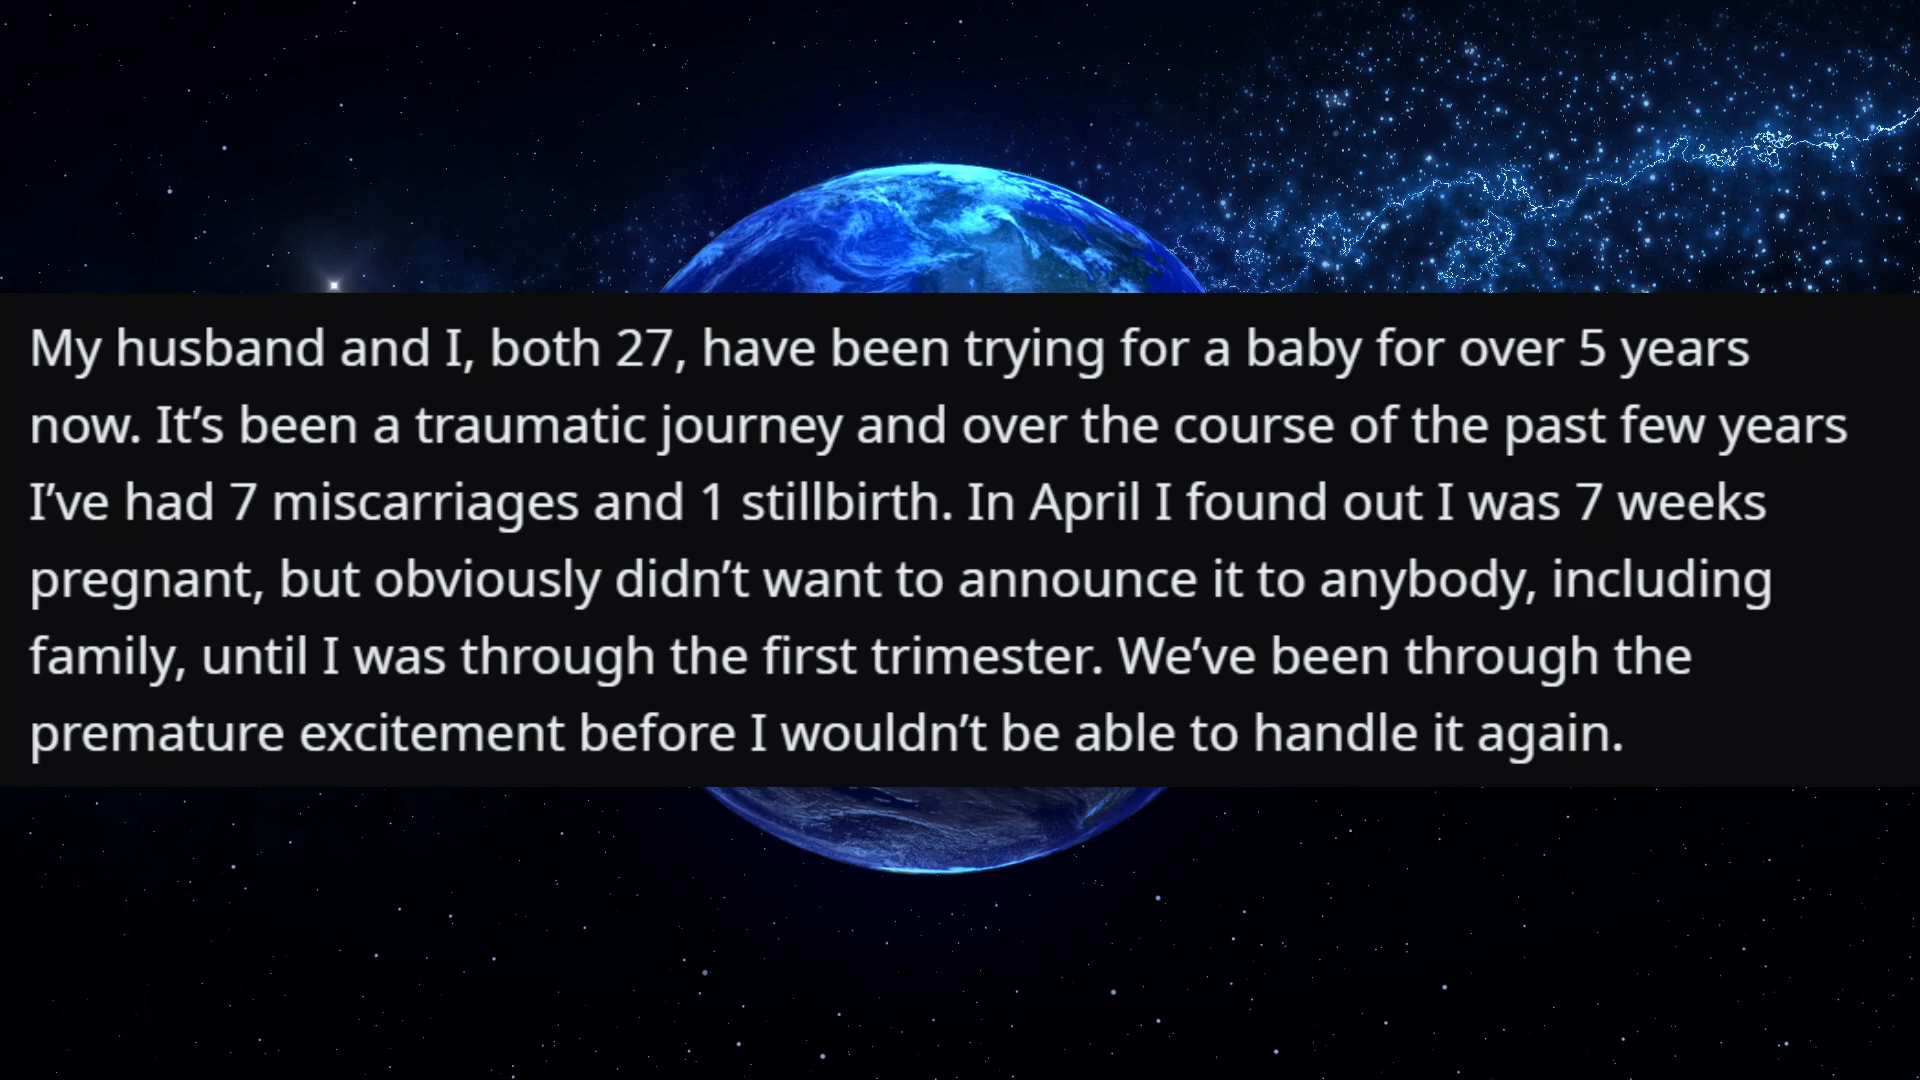 My husband and I, both 27, have been trying for a baby for over 5 years
now. It’s been a traumatic journey and over the course of the past few years
I’ve had 7 miscarriages and 1 stillbirth. In April I found out I was 7 weeks
pregnant, but obviously didn’t want to announce it to anybody, including
family, until I was through the first trimester. We’ve been through the
premature excitement before I wouldn’t be able to handle it again.